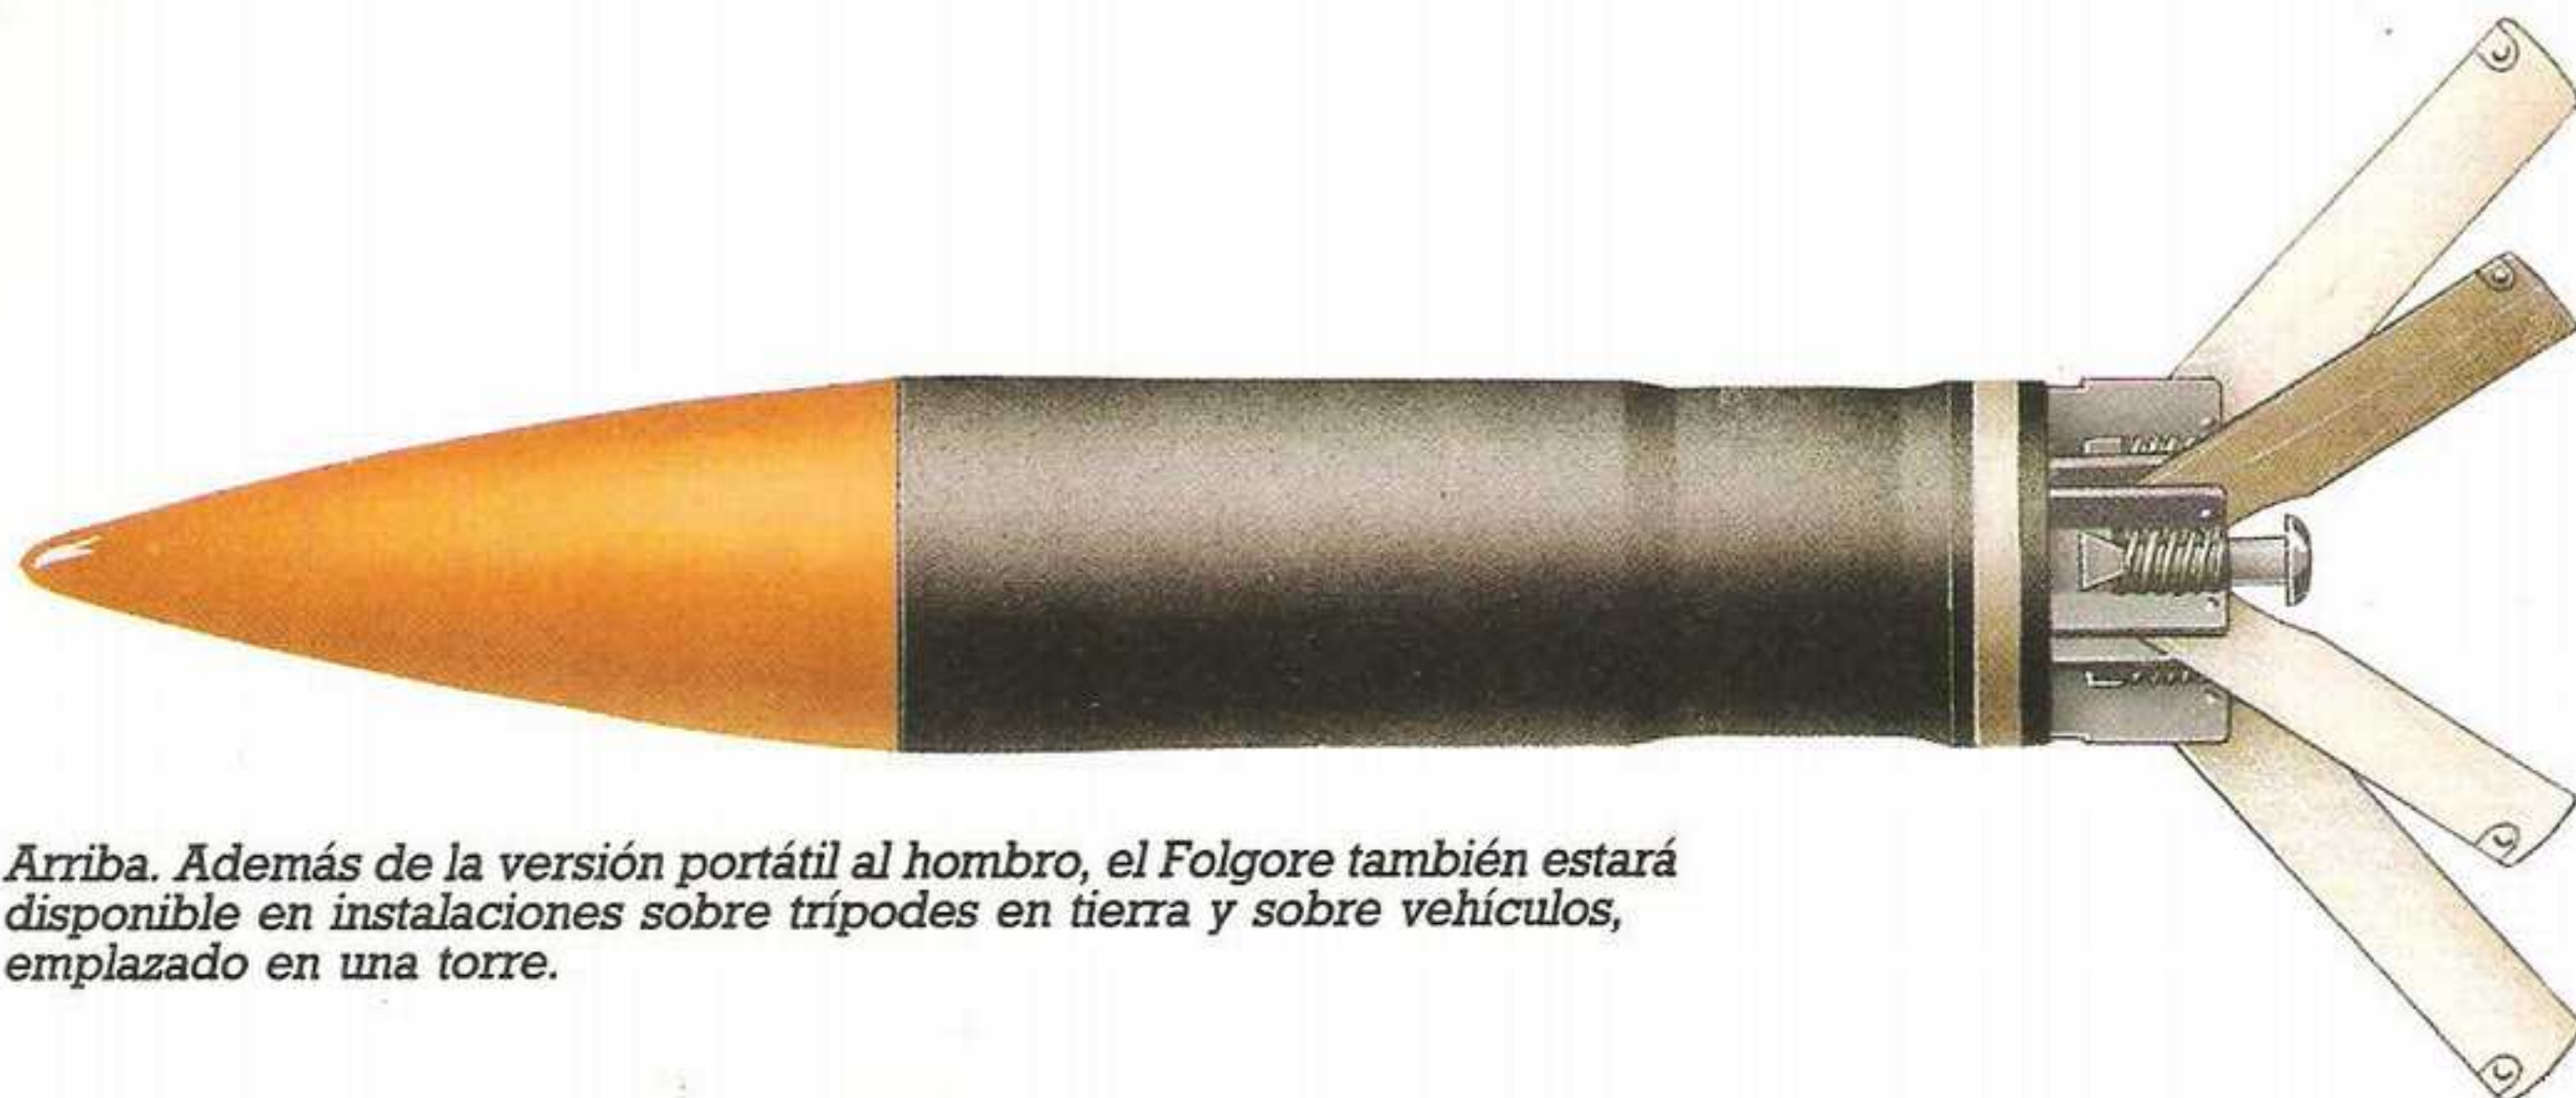 Arriba. Además de la versión portátil al hombro, el Folgore también estará
disponible en instalaciones sobre trípodes en tierra y sobre vehículos,
emplazado en una torre.